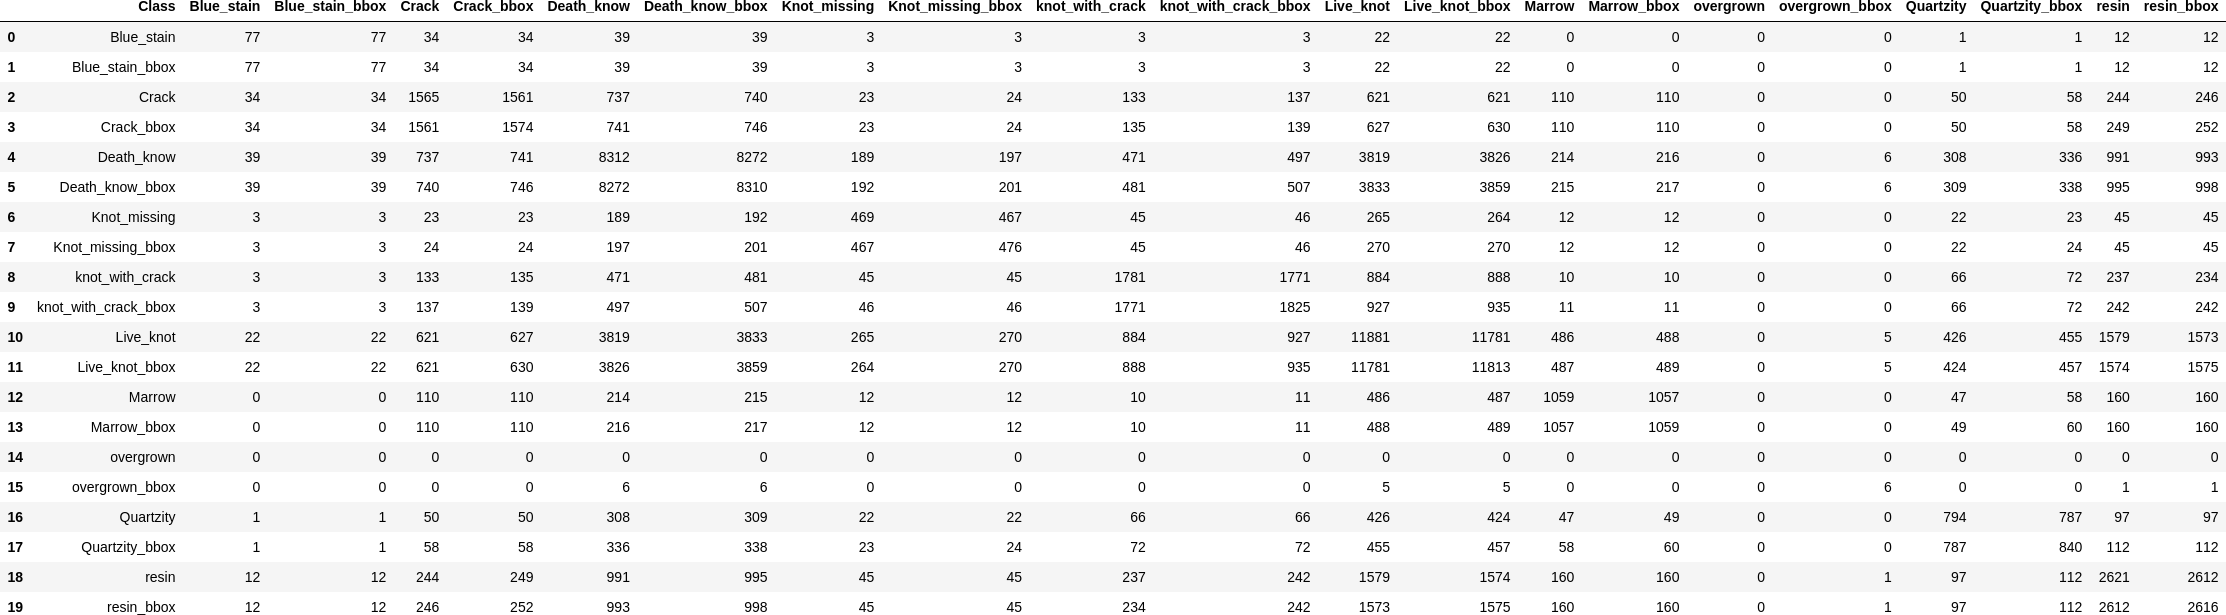 Class Blue_stain Blue_stain_bbox Crack Crack_bbox Death_know Death_know_bbox Knot_missing Knot_missing_bbox knot_with_crack knot_with_crack_bbox Live_knot Live_knot_bbox Marrow Marrow_bbox overgrown overgrown_bbox Quartzity Quartzity_bbox resin resin_bbox
0 Blue_stain 77 77 34 34 39 39 3 3 3 3 22 22 0 0 0 0 1 1 12 12
1 Blue_stain_bbox 77 77 34 34 39 39 3 3 3 3 22 22 0 0 0 0 1 1 12 12
2 Crack 34 34 1565 1561 737 740 23 24 133 137 621 621 110 110 0 0 50 58 244 246
3 Crack_bbox 34 34 1561 1574 741 746 23 24 135 139 627 630 110 110 0 0 50 58 249 252
4 Death_know 39 39 737 741 8312 8272 189 197 471 497 3819 3826 214 216 0 6 308 336 991 993
5 Death_know_bbox 39 39 740 746 8272 8310 192 201 481 507 3833 3859 215 217 0 6 309 338 995 998
6 Knot_missing 3 3 23 23 189 192 469 467 45 46 265 264 12 12 0 0 22 23 45 45
7 Knot_missing_bbox 3 3 24 24 197 201 467 476 45 46 270 270 12 12 0 0 22 24 45 45
8 knot_with_crack 3 3 133 135 471 481 45 45 1781 1771 884 888 10 10 0 0 66 72 237 234
9 knot_with_crack_bbox 3 3 137 139 497 507 46 46 1771 1825 927 935 11 11 0 0 66 72 242 242
10 Live_knot 22 22 621 627 3819 3833 265 270 884 927 11881 11781 486 488 0 5 426 455 1579 1573
11 Live_knot_bbox 22 22 621 630 3826 3859 264 270 888 935 11781 11813 487 489 0 5 424 457 1574 1575
12 Marrow 0 0 110 110 214 215 12 12 10 11 486 487 1059 1057 0 0 47 58 160 160
13 Marrow_bbox 0 0 110 110 216 217 12 12 10 11 488 489 1057 1059 0 0 49 60 160 160
14 overgrown 0 0 0 0 0 0 0 0 0 0 0 0 0 0 0 0 0 0 0 0
15 overgrown_bbox 0 0 0 0 6 6 0 0 0 0 5 5 0 0 0 6 0 0 1 1
16 Quartzity 1 1 50 50 308 309 22 22 66 66 426 424 47 49 0 0 794 787 97 97
17 Quartzity_bbox 1 1 58 58 336 338 23 24 72 72 455 457 58 60 0 0 787 840 112 112
18 resin 12 12 244 249 991 995 45 45 237 242 1579 1574 160 160 0 1 97 112 2621 2612
19 resin_bbox 12 12 246 252 993 998 45 45 234 242 1573 1575 160 160 0 1 97 112 2612 2616